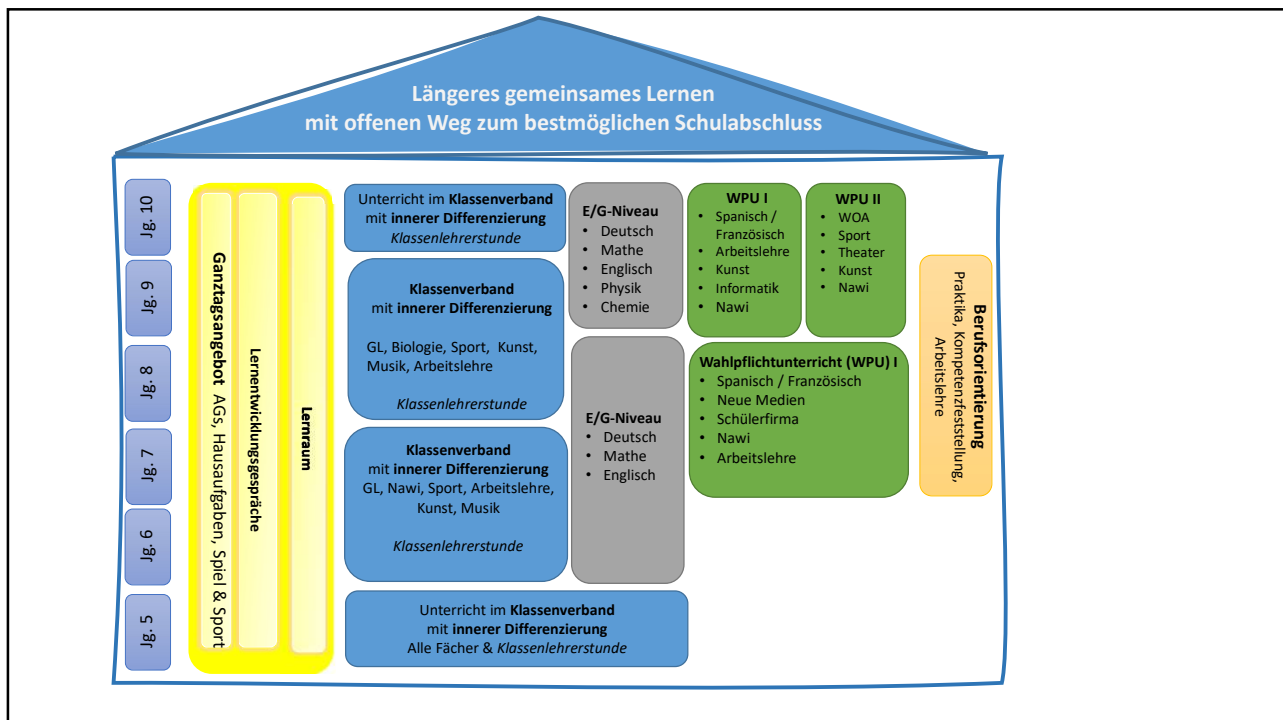 Längeres gemeinsames Lernen
mit offenen Weg zum bestmöglichen Schulabschluss
Jg. 10
Jg. 9
Jg. 8
Jg. 7
Jg. 6
Jg. 5
Ganztagsangebot AGs, Hausaufgaben, Spiel & Sport
Lernentwicklungsgespräche
Lernraum
Unterricht im Klassenverband
mit innerer Differenzierung
Klassenlehrerstunde
Klassenverband
mit innerer Differenzierung
GL, Biologie, Sport, Kunst,
Musik, Arbeitslehre
Klassenlehrerstunde
Klassenverband
mit innerer Differenzierung
GL, Nawi, Sport, Arbeitslehre,
Kunst, Musik
Klassenlehrerstunde
Unterricht im Klassenverband
mit innerer Differenzierung
Alle Fächer & Klassenlehrerstunde
E/G-Niveau
• Deutsch
• Mathe
• Englisch
• Physik
• Chemie
E/G-Niveau
• Deutsch
• Mathe
• Englisch
WPU I
• Spanisch /
Französisch
• Arbeitslehre
• Kunst
• Informatik
• Nawi
WPU II
• WOA
• Sport
• Theater
• Kunst
• Nawi
Wahlpflichtunterricht (WPU) I
• Spanisch / Französisch
• Neue Medien
• Schülerfirma
• Nawi
• Arbeitslehre
Berufsorientierung
Praktika, Kompetenzfeststellung,
Arbeitslehre